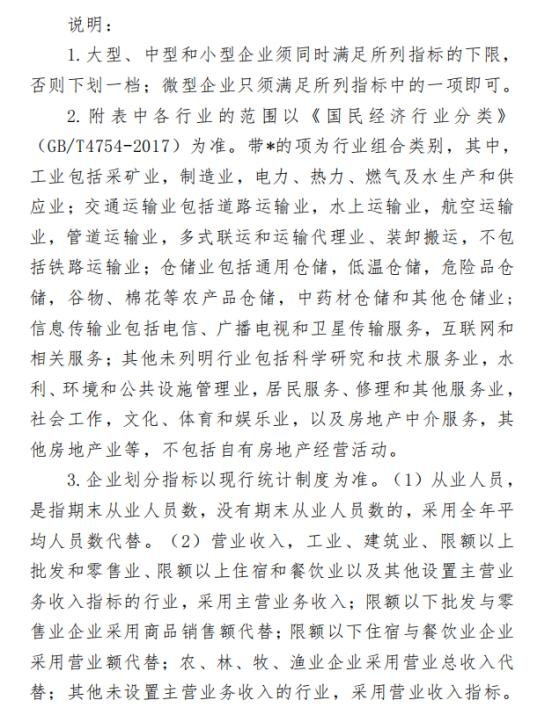 说明：
1.大型、中型和小型企业须同时满足所列指标的下限，
否则下划一档；微型企业只须满足所列指标中的一项即可。
2.附表中各行业的范围以《国民经济行业分类》
（GB/T4754-2017）为准。带*的项为行业组合类别，其中，
工业包括采矿业，制造业，电力、热力、燃气及水生产和供
应业；交通运输业包括道路运输业，水上运输业，航空运输
业，管道运输业，多式联运和运输代理业、装卸搬运，不包
括铁路运输业；仓储业包括通用仓储，低温仓储，危险品仓
储，谷物、棉花等农产品仓储，中药材仓储和其他仓储业；
信息传输业包括电信、广播电视和卫星传输服务，互联网和
相关服务；其他未列明行业包括科学研究和技术服务业，水
利、环境和公共设施管理业，居民服务、修理和其他服务业，
社会工作，文化、体育和娱乐业，以及房地产中介服务，其
他房地产业等，不包括自有房地产经营活动。
3.企业划分指标以现行统计制度为准。（1）从业人员，
是指期末从业人员数，没有期末从业人员数的，采用全年平
均人员数代替。（2）营业收入，工业、建筑业、限额以上
批发和零售业、限额以上住宿和餐饮业以及其他设置主营业
务收入指标的行业，采用主营业务收入；限额以下批发与零
售业企业采用商品销售额代替；限额以下住宿与餐饮业企业
采用营业额代替；农、林、牧、渔业企业采用营业总收入代
替；其他未设置主营业务收入的行业，采用营业收入指标。